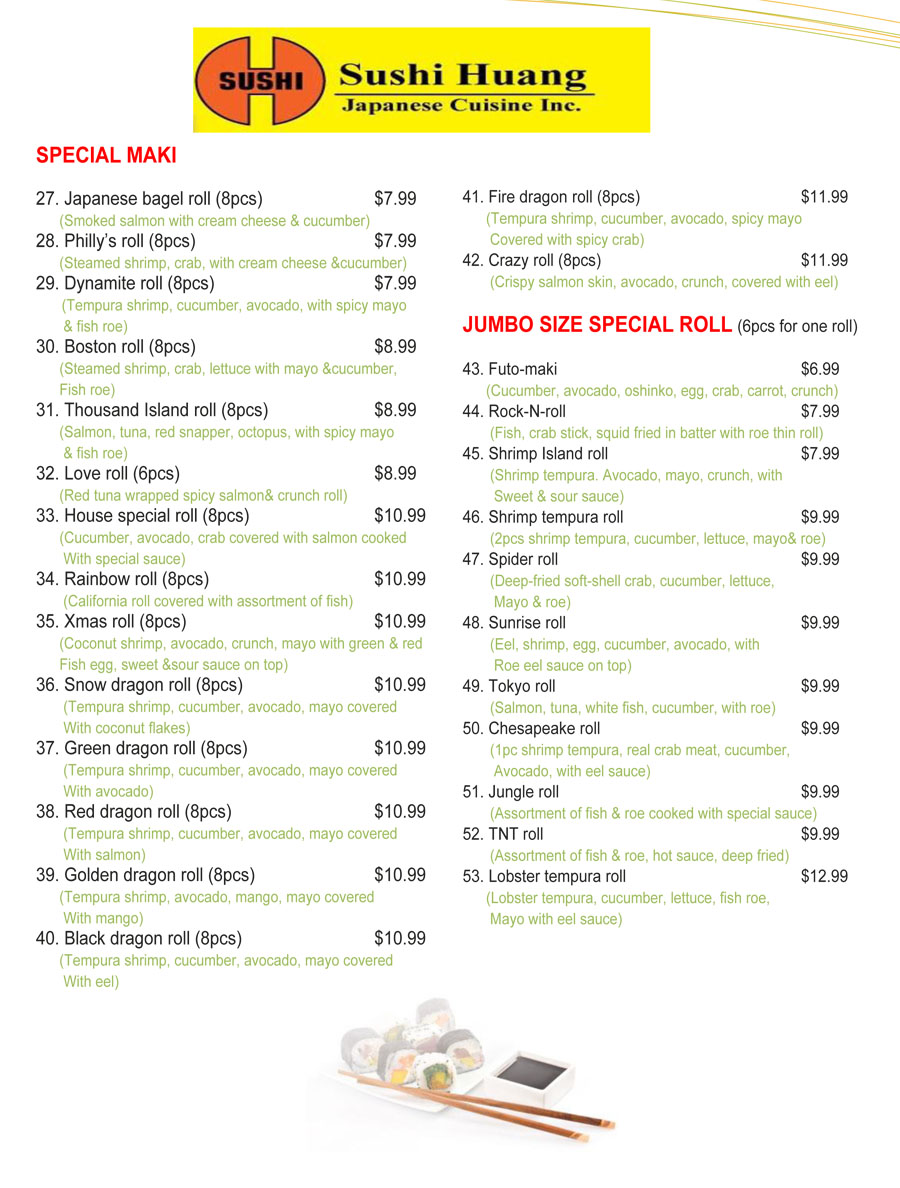 SUSHI
Sushi Huang
Japanese Cuisine Inc.
SPECIAL MAKI
27. Japanese bagel roll (8pcs) $7.99
(Smoked salmon with cream cheese & cucumber)
28. Philly's roll (8pcs) $7.99
(Steamed shrimp, crab, with cream cheese &cucumber)
29. Dynamite roll (8pcs) $7.99
(Tempura shrimp, cucumber, avocado, with spicy mayo
& fish roe)
30. Boston roll (8pcs) $8.99
(Steamed shrimp, crab, lettuce with mayo &cucumber,
Fish roe)
31. Thousand Island roll (8pcs) $8.99
(Salmon, tuna, red snapper, octopus, with spicy mayo
& fish roe)
32. Love roll (6pcs) $8.99
(Red tuna wrapped spicy salmon& crunch roll)
33. House special roll (8pcs) $10.99
(Cucumber, avocado, crab covered with salmon cooked
With special sauce)
34. Rainbow roll (8pcs) $10.99
(California roll covered with assortment of fish)
35. Xmas roll (8pcs) $10.99
(Coconut shrimp, avocado, crunch, mayo with green & red
Fish egg, sweet &sour sauce on top)
36. Snow dragon roll (8pcs) $10.99
(Tempura shrimp, cucumber, avocado, mayo covered
With coconut flakes)
37. Green dragon roll (8pcs) $10.99
(Tempura shrimp, cucumber, avocado, mayo covered
With avocado)
38. Red dragon roll (8pcs) $10.99
(Tempura shrimp, cucumber, avocado, mayo covered
With salmon)
39. Golden dragon roll (8pcs) $10.99
(Tempura shrimp, avocado, mango, mayo covered
With mango)
40. Black dragon roll (8pcs) $10.99
(Tempura shrimp, cucumber, avocado, mayo covered
With eel)
41. Fire dragon roll (8pcs) $11.99
(Tempura shrimp, cucumber, avocado, spicy mayo
Covered with spicy crab)
42. Crazy roll (8pcs) $11.99
(Crispy salmon skin, avocado, crunch, covered with eel)
JUMBO SIZE SPECIAL ROLL (6pcs for one roll)
43. Futo-maki $6.99
(Cucumber, avocado, oshinko, egg, crab, carrot, crunch)
44. Rock-N-roll $7.99
(Fish, crab stick, squid fried in batter with roe thin roll)
45. Shrimp Island roll $7.99
(Shrimp tempura. Avocado, mayo, crunch, with
Sweet & sour sauce)
46. Shrimp tempura roll $9.99
(2pcs shrimp tempura, cucumber, lettuce, mayo& roe)
47. Spider roll $9.99
(Deep-fried soft-shell crab, cucumber, lettuce,
Mayo & roe)
48. Sunrise roll $9.99
(Eel, shrimp, egg, cucumber, avocado, with
Roe eel sauce on top)
49. Tokyo roll $9.99
(Salmon, tuna, white fish, cucumber, with roe)
50. Chesapeake roll $9.99
(1pc shrimp tempura, real crab meat, cucumber,
Avocado, with eel sauce)
51. Jungle roll $9.99
(Assortment of fish & roe cooked with special sauce)
52. TNT roll $9.99
(Assortment of fish & roe, hot sauce, deep fried)
53. Lobster tempura roll $12.99
(Lobster tempura, cucumber, lettuce, fish roe,
Mayo with eel sauce)